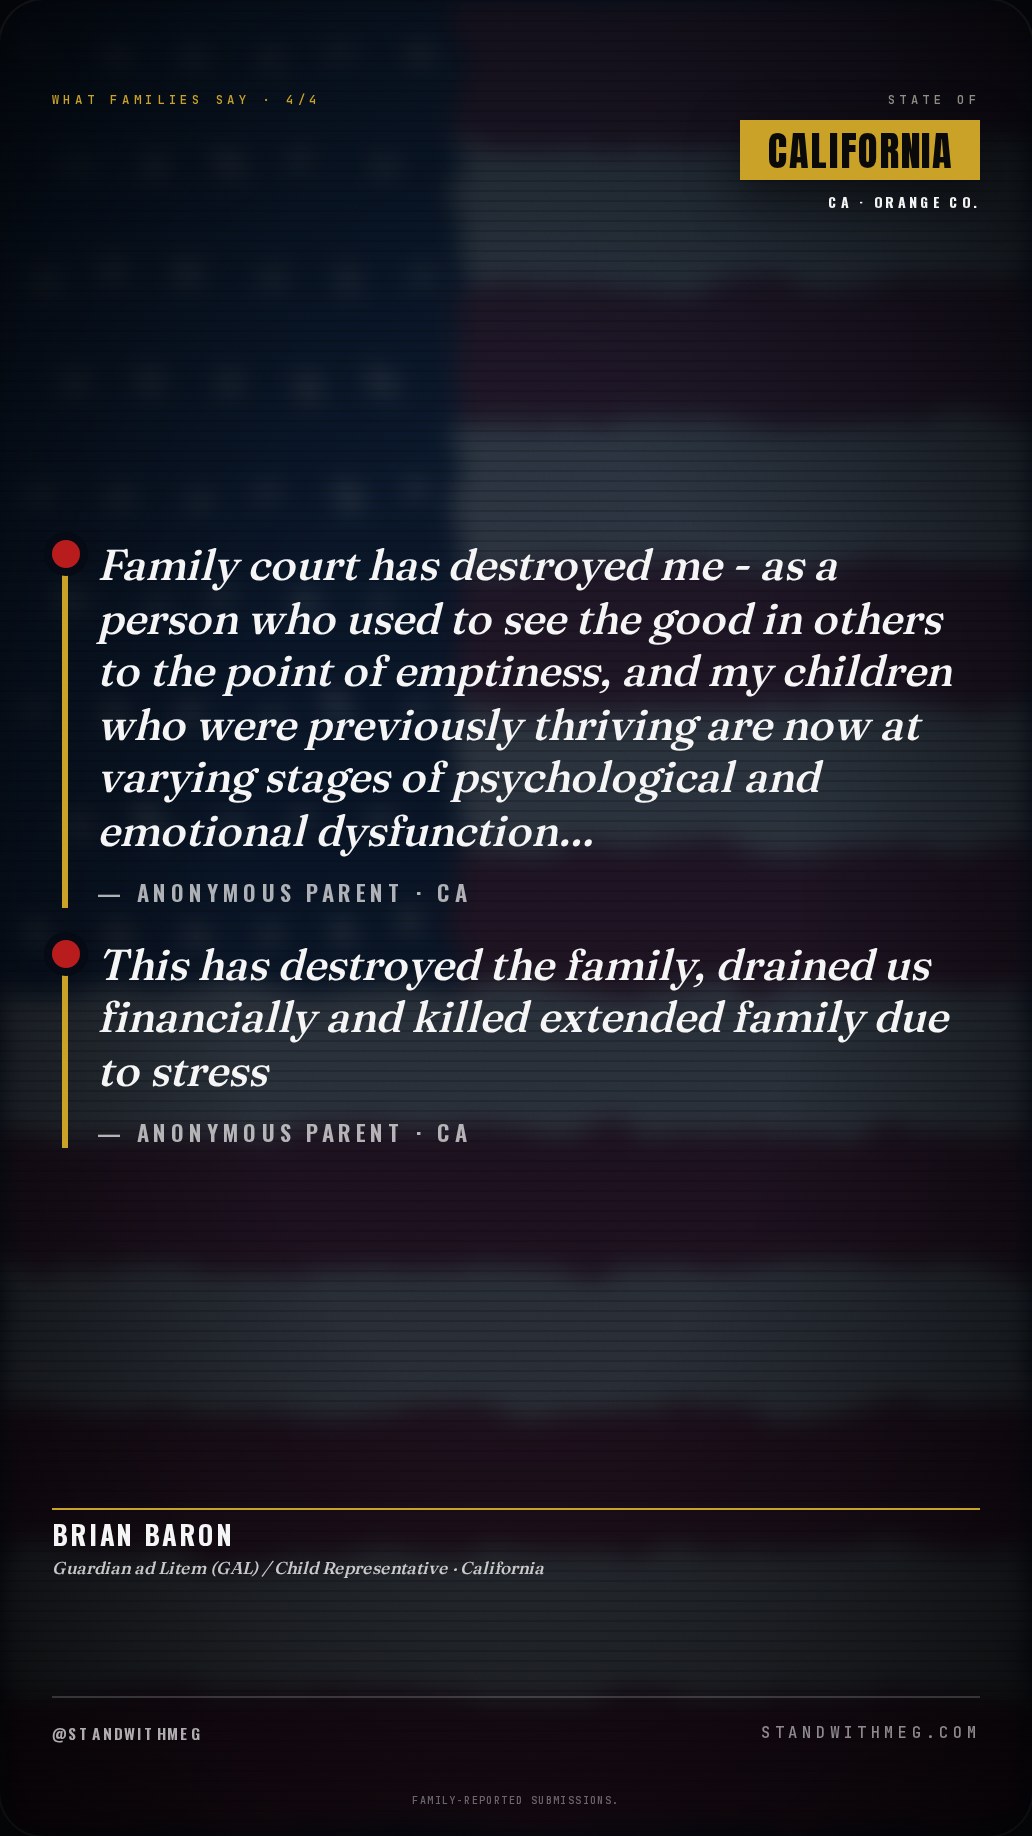 WHAT FAMILIES SAY · 4/4
STATE OF
CALIFORNIA
CA · ORANGE CO.
Family court has destroyed me - as a
person who used to see the good in others
to the point of emptiness, and my children
who were previously thriving are now at
varying stages of psychological and
emotional dysfunction...
— ANONYMOUS PARENT · CA
This has destroyed the family, drained us
financially and killed extended family due
to stress
— ANONYMOUS PARENT · CA
BRIAN BARON
Guardian ad Litem (GAL) / Child Representative · California
@STANDWITHMEG
STANDWITHMEG.COM
FAMILY-REPORTED SUBMISSIONS.